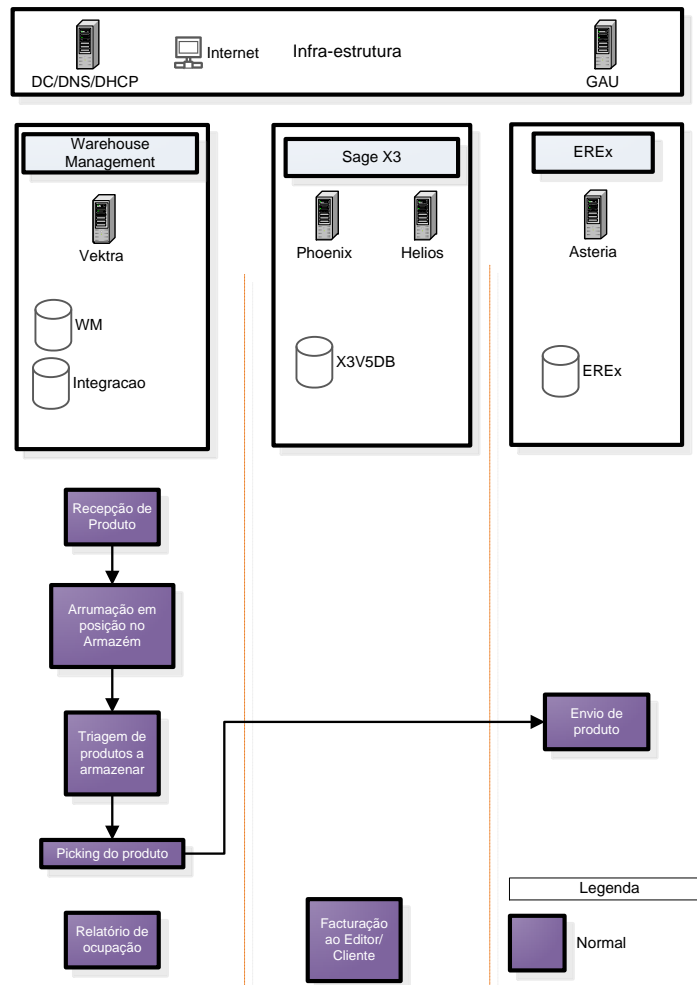 Infra-estrutura
DC/DNS/DHCP
Internet
GAU
Warehouse
Management
Sage X3
EREx
Vektra
Phoenix
Helios
Asteria
WM
Integracao
X3V5DB
EREx
Recepção de
Produto
Arrumação em
posição no
Armazém
Triagem de
produtos a
armazenar
Envio de
produto
Picking do produto
Relatório de
ocupação
Facturação
ao Editor/
Cliente
Legenda
Normal